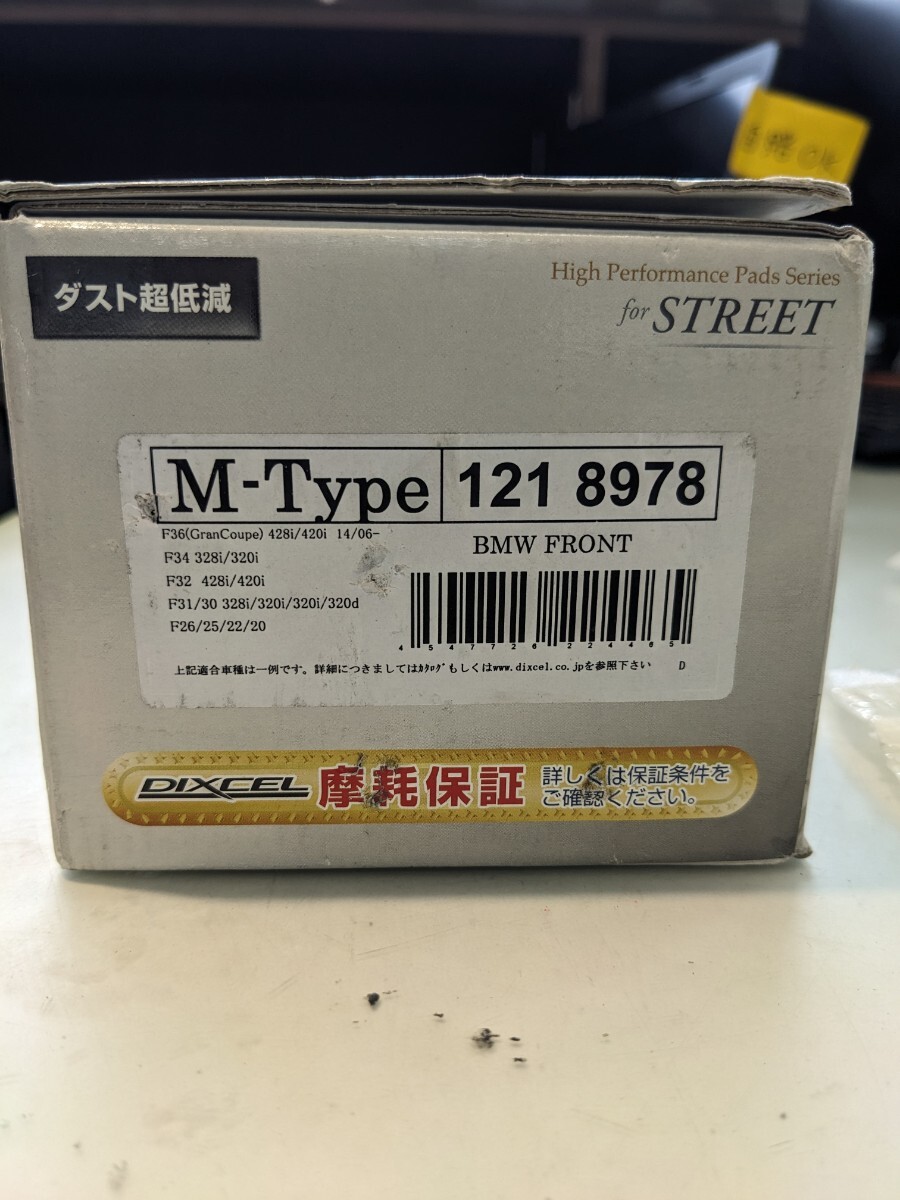 ダスト超低減
High Performance Pads Series
for STREET
M-Type 121 8978
F36(GranCoupe) 428i/420i 14/06-
BMW FRONT
F34 328i/320i
F32 428i/420i
F31/30 328i/320i/320i/320d
F26/25/22/20
4 547726 224465
上記適合車種は一例です。詳細につきましてはｶﾀﾛｸﾞもしくはwww.dixcel.co.jpを参照下さい D
DIXCEL 摩耗保証 詳しくは保証条件を
ご確認ください。